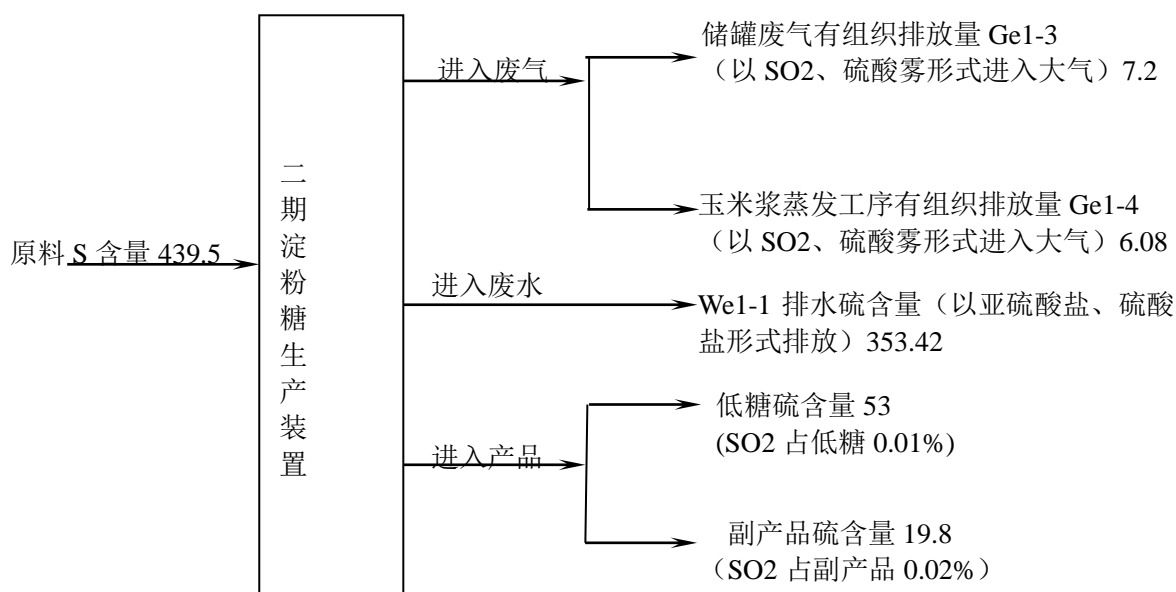 原料 S 含量 439.5
二期淀粉糖生产装置
进入废气
储罐废气有组织排放量 Ge1-3
（以 SO2、硫酸雾形式进入大气）7.2
玉米浆蒸发工序有组织排放量 Ge1-4
（以 SO2、硫酸雾形式进入大气）6.08
进入废水
We1-1 排水硫含量（以亚硫酸盐、硫酸
盐形式排放）353.42
进入产品
低糖硫含量 53
(SO2 占低糖 0.01%)
副产品硫含量 19.8
（SO2 占副产品 0.02%）